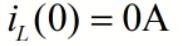 i_L(0) = 0A